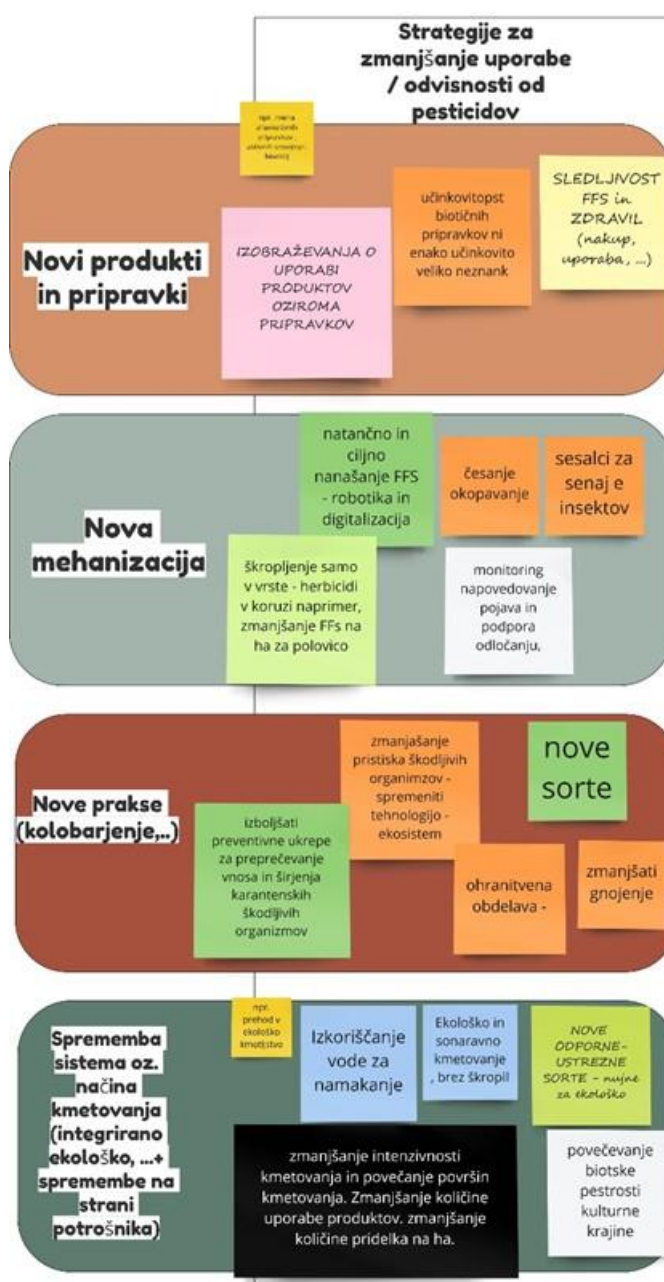 Strategije za
zmanjšanje uporabe
/ odvisnosti od
pesticidov
Novi produkti
in pripravki
IZOBRAŽEVANJA O
UPORABI
PRODUKTOV
OZIROMA
PRIPRAVKOV
učinkovitopst
biotičnih
pripravkov ni
enako učinkovito
veliko neznank
SLEDLJIVOST
FFS in
ZDRAVIL
(nakup,
uporaba, ...)
Nova
mehanizacija
natančno in
ciljno
nanašanje FFS
- robotika in
digitalizacija
česanje
okopavanje
sesalci za
senaj e
insektov
škropljenje samo
v vrste - herbicidi
v koruzi naprimer,
zmanjšanje FFs na
ha za polovico
monitoring
napovedovanje
pojava in
podpora
odločanju,
Nove prakse
(kolobarjenje,..)
zmanjašanje
pristiska škodljivih
organimzov -
spremeniti
tehnologijo -
ekosistem
nove
sorte
izboljšati
preventivne ukrepe
za preprečevanje
vnosa in širjenja
karantenskih
škodljivih
organizmov
ohranitvena
obdelava -
zmanjšati
gnojenje
Sprememba
sistema oz.
načina
kmetovanja
(integrirano
ekološko, ...+
spremembe na
strani
potrošnika)
npr.
prehod v
ekološko
kmetijstvo
Izkoriščanje
vode za
namakanje
Ekološko in
sonaravno
kmetovanje
, brez škropil
NOVE
ODPORNE-
USTREZNE
SORTE - nujne
za ekološko
zmanjšanje intenzivnosti
kmetovanja in povečanje površin
kmetovanja. Zmanjšanje količine
uporabe produktov. zmanjšanje
količine pridelka na ha.
povečevanje
biotske
pestrosti
kulturne
krajine